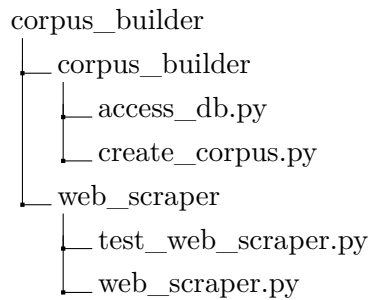 corpus_builder
corpus_builder
access_db.py
create_corpus.py
web_scraper
test_web_scraper.py
web_scraper.py